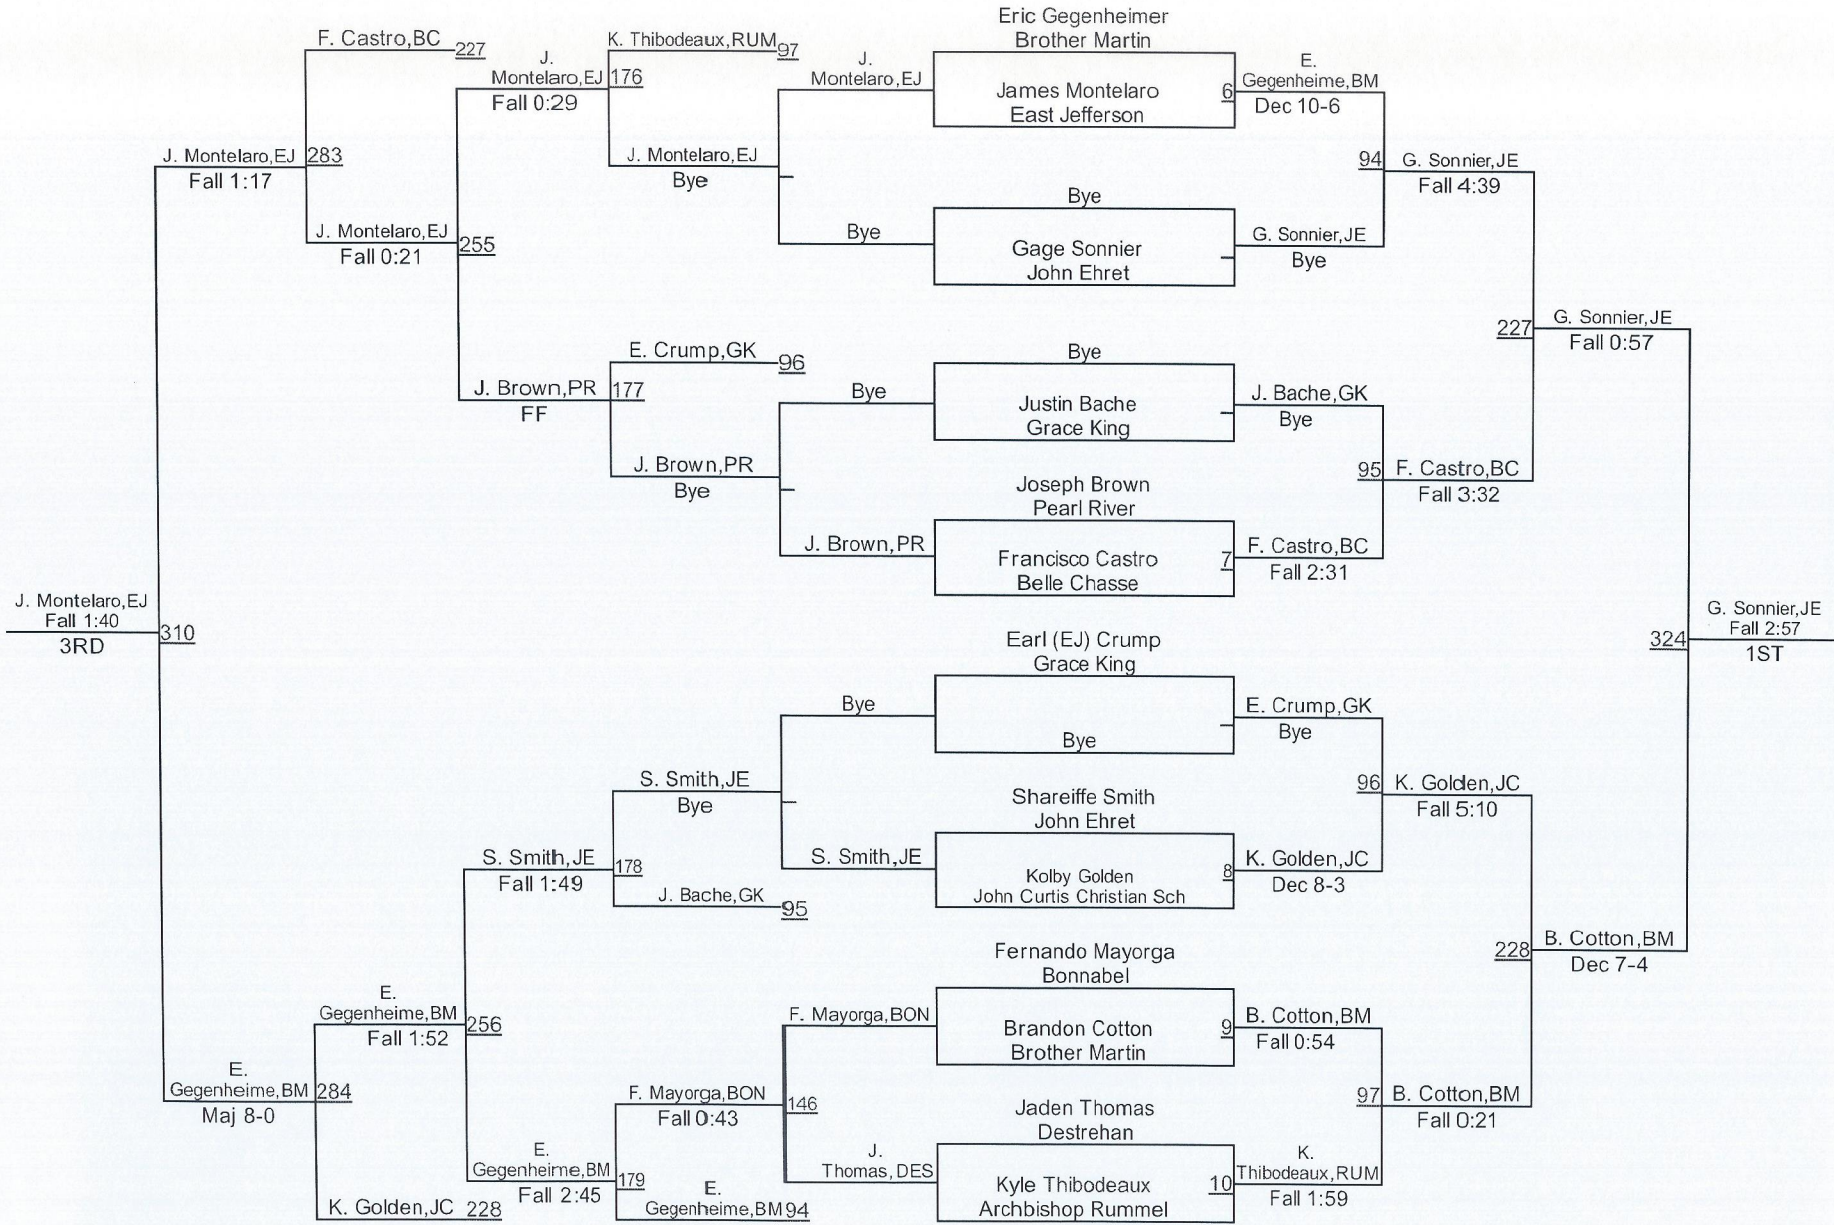 Eric Gegenheimer
Brother Martin
F. Castro,BC
227
J.
Montelaro,EJ
176
Fall 0:29
K. Thibodeaux,RUM
97
J.
Montelaro,EJ
James Montelaro
East Jefferson
6
E.
Gegenheime,BM
Dec 10-6
J. Montelaro,EJ
283
Fall 1:17
J. Montelaro,EJ
Bye
94
G. Sonnier,JE
Fall 4:39
Bye
J. Montelaro,EJ
255
Fall 0:21
Bye
Gage Sonnier
John Ehret
G. Sonnier,JE
Bye
227
G. Sonnier,JE
Fall 0:57
E. Crump,GK
96
Bye
J. Brown,PR
177
FF
Bye
Justin Bache
Grace King
J. Bache,GK
Bye
J. Brown,PR
Bye
95
F. Castro,BC
Fall 3:32
Joseph Brown
Pearl River
J. Brown,PR
Francisco Castro
Belle Chasse
7
F. Castro,BC
Fall 2:31
J. Montelaro,EJ
Fall 1:40
3RD
310
Earl (EJ) Crump
Grace King
324
G. Sonnier,JE
Fall 2:57
1ST
Bye
Bye
E. Crump,GK
Bye
S. Smith,JE
Bye
96
K. Golden,JC
Fall 5:10
Shareiffe Smith
John Ehret
S. Smith,JE
178
Fall 1:49
S. Smith,JE
Kolby Golden
John Curtis Christian Sch
8
K. Golden,JC
Dec 8-3
J. Bache,GK
95
Fernando Mayorga
Bonnabel
228
B. Cotton,BM
Dec 7-4
E.
Gegenheime,BM
256
Fall 1:52
F. Mayorga,BON
Brandon Cotton
Brother Martin
9
B. Cotton,BM
Fall 0:54
E.
Gegenheime,BM
284
Maj 8-0
F. Mayorga,BON
146
Fall 0:43
97
B. Cotton,BM
Fall 0:21
Jaden Thomas
Destrehan
E.
Gegenheime,BM
179
Fall 2:45
J.
Thomas,DES
Kyle Thibodeaux
Archbishop Rummel
10
K.
Thibodeaux,RUM
Fall 1:59
K. Golden,JC
228
E.
Gegenheime,BM
94